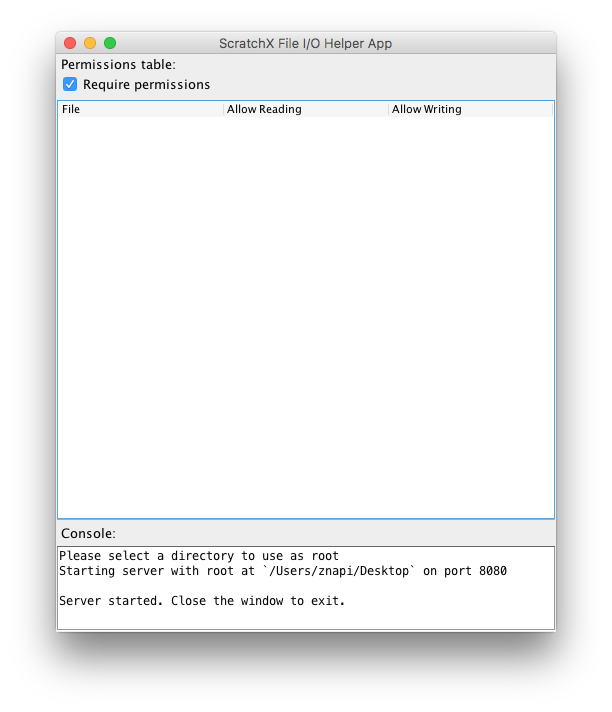 ScratchX File I/O Helper App
Permissions table:
Require permissions
File Allow Reading Allow Writing
Console:
Please select a directory to use as root
Starting server with root at `/Users/znapi/Desktop` on port 8080
Server started. Close the window to exit.